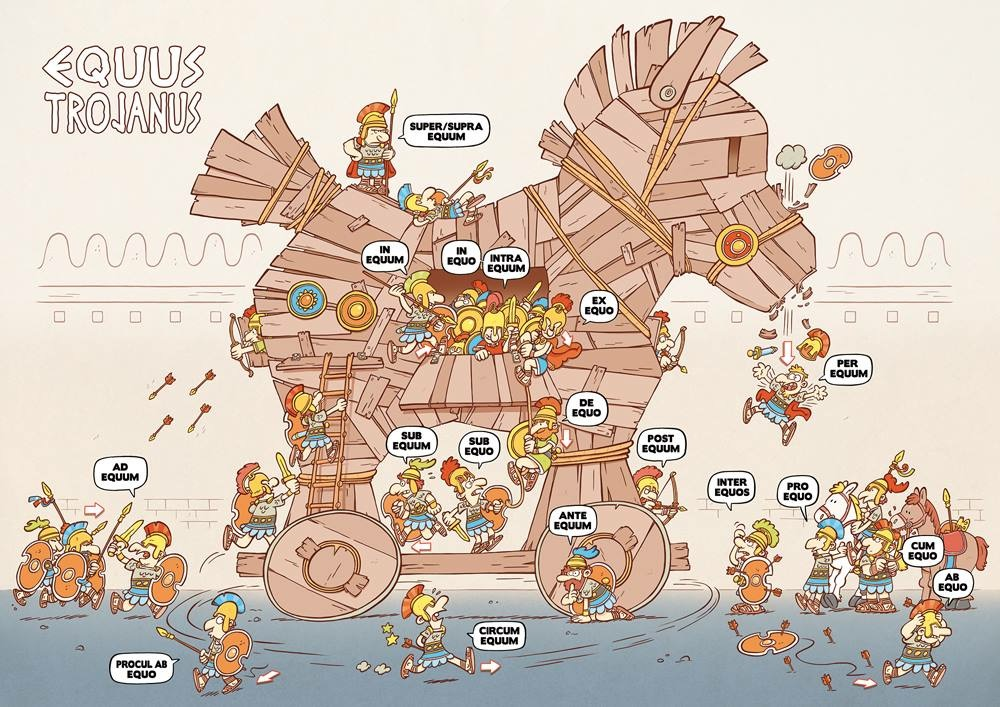 EQUUS
TROJANUS
SUPER/SUPRA
EQUUM
IN
EQUUM
IN
EQUO
INTRA
EQUUM
EX
EQUO
PER
EQUUM
DE
EQUO
SUB
EQUUM
SUB
EQUO
POST
EQUUM
AD
EQUUM
INTER
EQUOS
PRO
EQUO
ANTE
EQUUM
CUM
EQUO
AB
EQUO
CIRCUM
EQUUM
PROCUL AB
EQUO